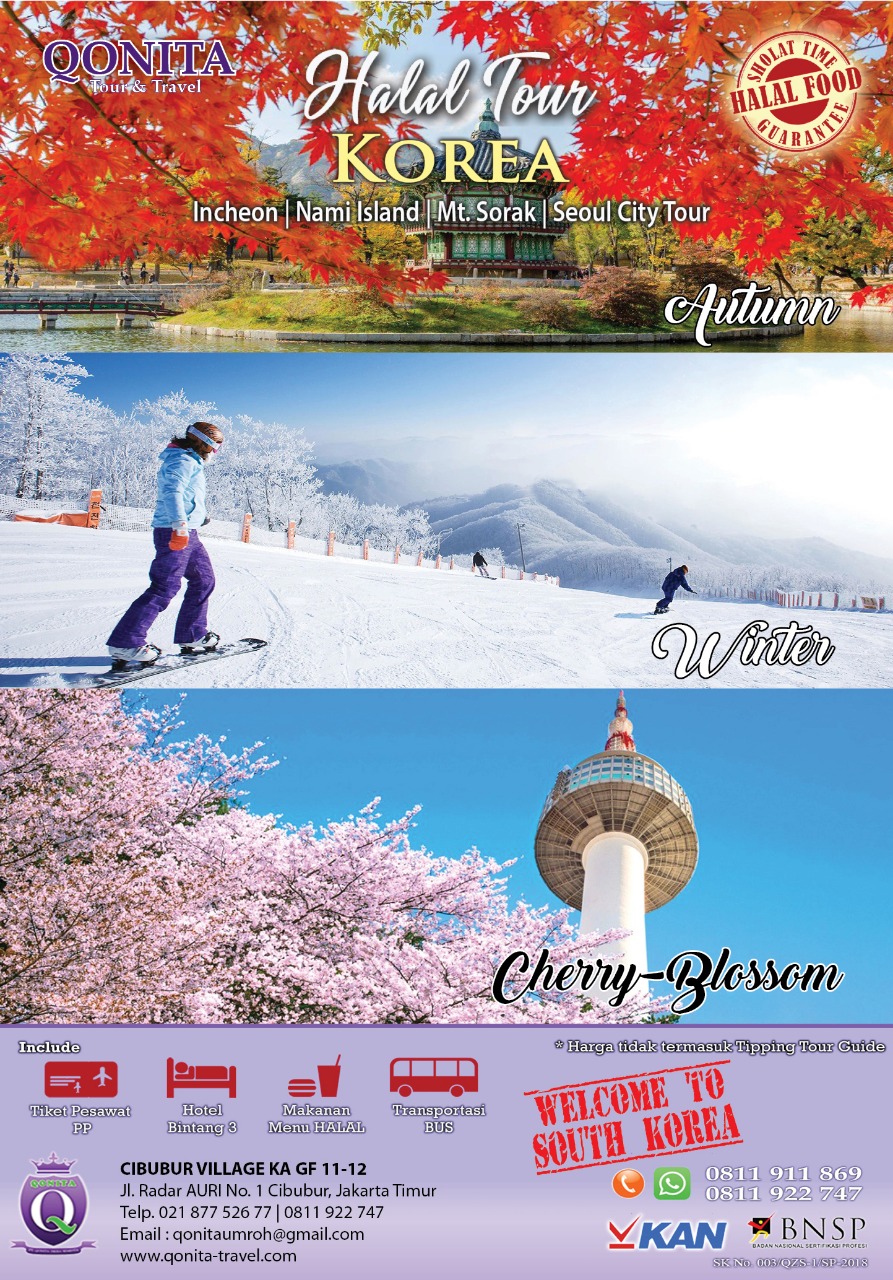 QONITA
Tour & Travel
Halal Tour
KOREA
Incheon | Nami Island | Mt. Sorak | Seoul City Tour
SHOLAT TIME
HALAL FOOD
GUARANTEE
Autumn
Winter
Cherry-Blossom
Include
* Harga tidak termasuk Tipping Tour Guide
Tiket Pesawat
PP
Hotel
Bintang 3
Makanan
Menu HALAL
Transportasi
BUS
WELCOME TO
SOUTH KOREA
QONITA
Q
CIBUBUR VILLAGE KA GF 11-12
Jl. Radar AURI No. 1 Cibubur, Jakarta Timur
Telp. 021 877 526 77 | 0811 922 747
Email : qonitaumroh@gmail.com
www.qonita-travel.com
0811 911 869
0811 922 747
KAN
BNSP
BADAN NASIONAL SERTIFIKASI PROFESI
SK No. 003/QZS-1/SP-2018